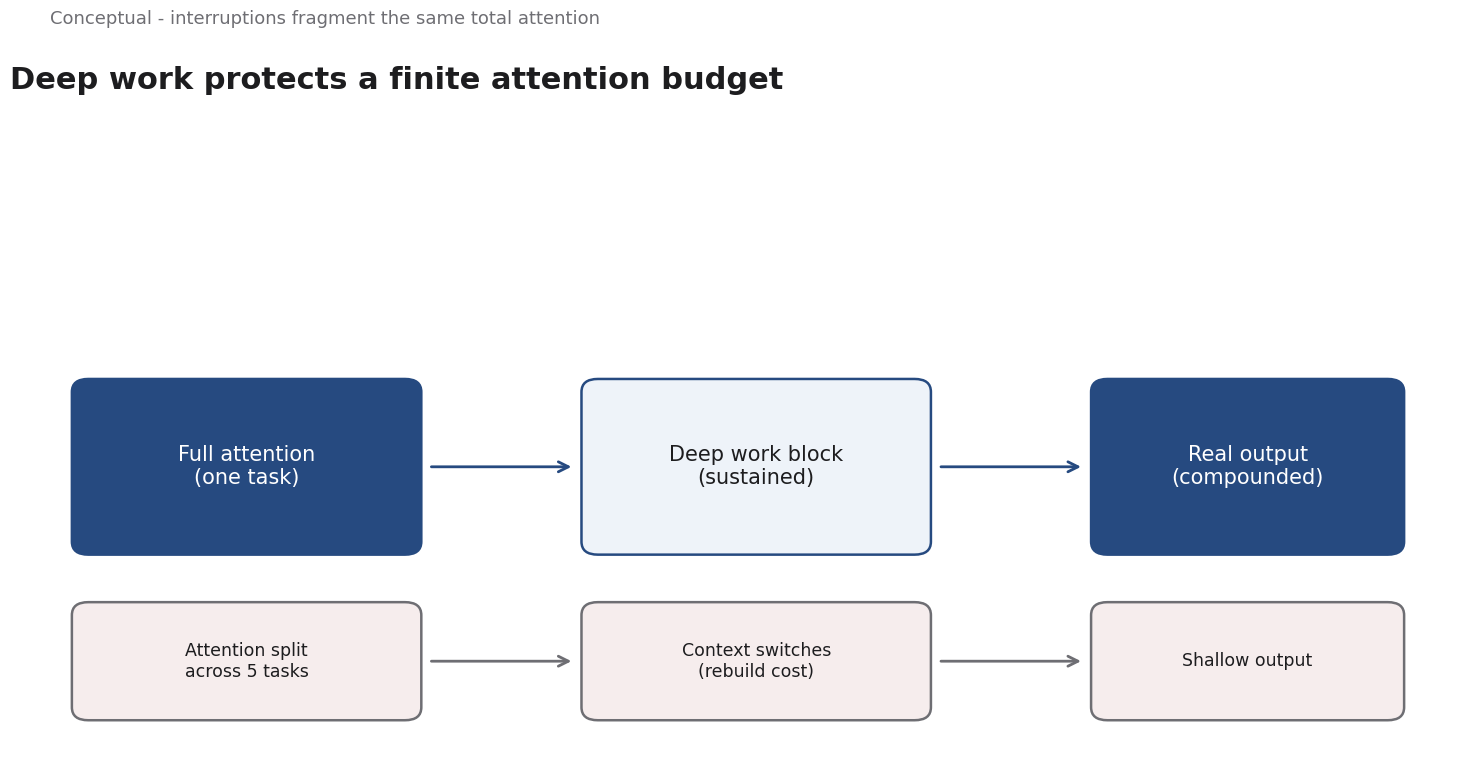 Conceptual - interruptions fragment the same total attention
Deep work protects a finite attention budget
Full attention
(one task)
Deep work block
(sustained)
Real output
(compounded)
Attention split
across 5 tasks
Context switches
(rebuild cost)
Shallow output